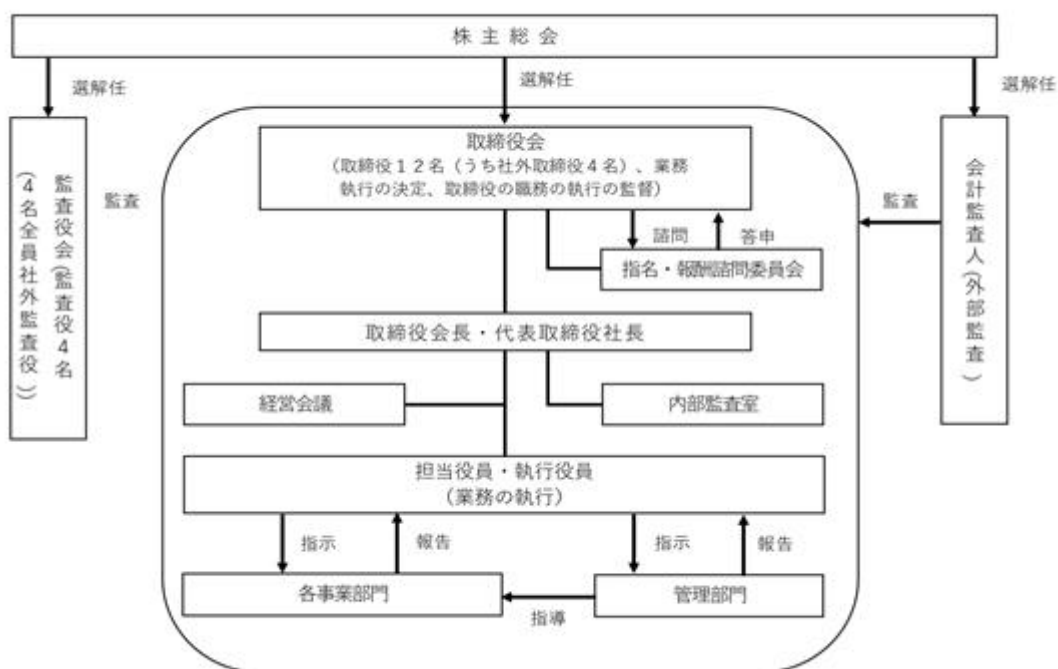 株主総会
選解任
選解任
選解任
監査役会(監査役4名
(4名全員社外監査役))
監査
取締役会
(取締役12名(うち社外取締役4名)、業務
執行の決定、取締役の職務の執行の監督)
諮問
答申
指名・報酬諮問委員会
監査
会計監査人(外部監査)
取締役会長・代表取締役社長
経営会議
内部監査室
担当役員・執行役員
(業務の執行)
指示
報告
指示
報告
各事業部門
指導
管理部門